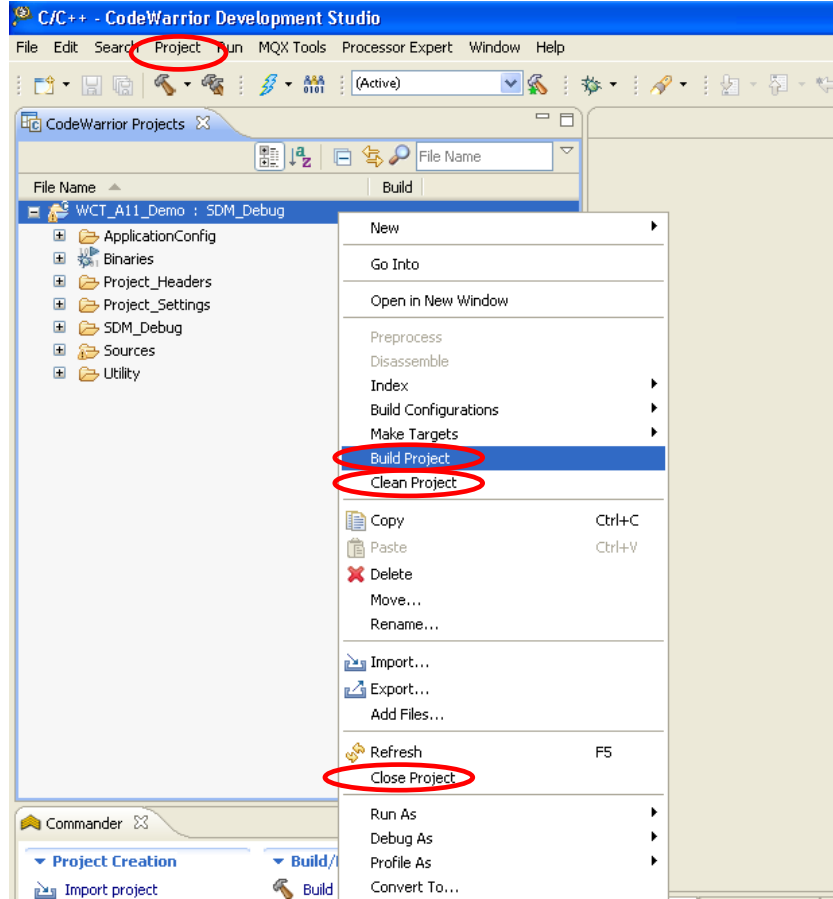 C/C++ - CodeWarrior Development Studio
File Edit Search Project Run MQX Tools Processor Expert Window Help
0101 (Active)
CodeWarrior Projects
File Name
File Name Build
WCT_A11_Demo : SDM_Debug
ApplicationConfig
Binaries
Project_Headers
Project_Settings
SDM_Debug
Sources
Utility
New
Go Into
Open in New Window
Preprocess
Disassemble
Index
Build Configurations
Make Targets
Build Project
Clean Project
Copy Ctrl+C
Paste Ctrl+V
Delete
Move...
Rename...
Import...
Export...
Add Files...
Refresh F5
Close Project
Run As
Debug As
Profile As
Convert To...
Commander
Project Creation Build/
Import project Build